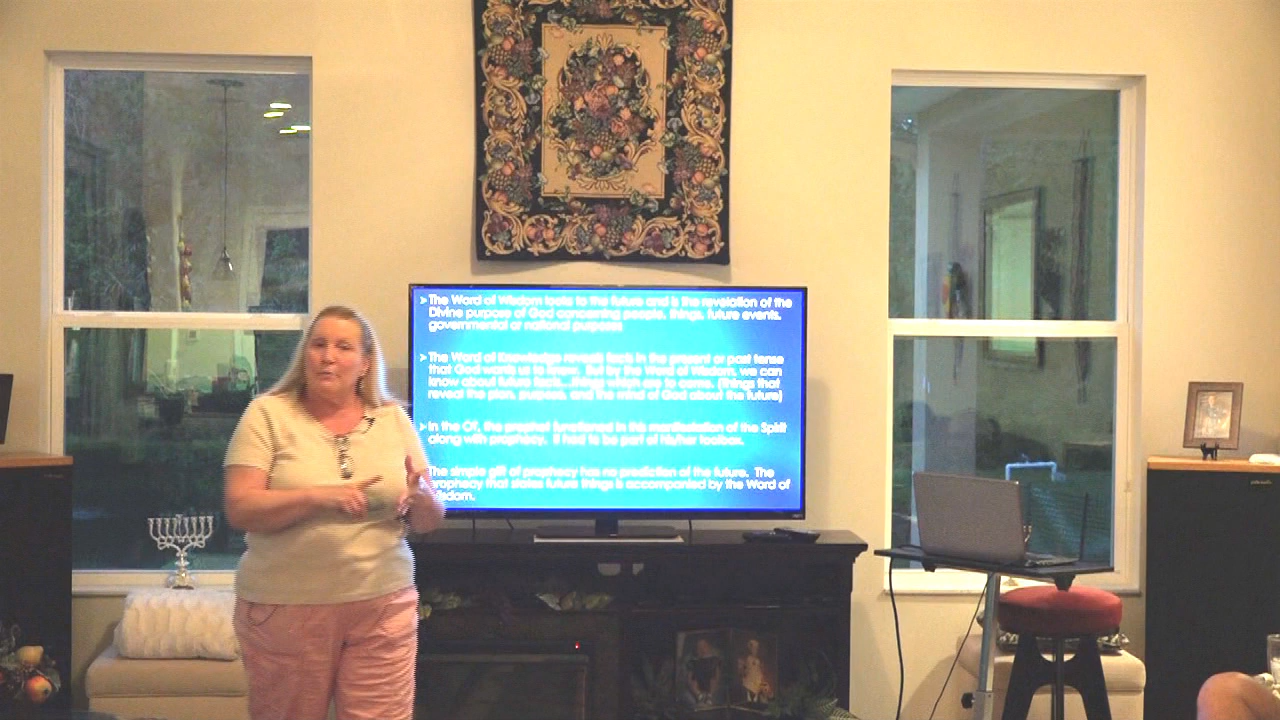 ➢ The Word of Wisdom looks to the future and is the revelation of the
Divine purpose of God concerning people, things, future events,
governmental or national purposes
➢ The Word of Knowledge reveals facts in the present or past tense
that God wants us to know. But by the Word of Wisdom, we can
know about future facts...things which are to come. (Things that
reveal the plan, purpose, and the mind of God about the future)
➢ In the OT, the prophet functioned in this manifestation of the Spirit
along with prophecy. It had to be part of his/her toolbox.
The simple gift of prophecy has no prediction of the future. The
prophecy that states future things is accompanied by the Word of
Wisdom.